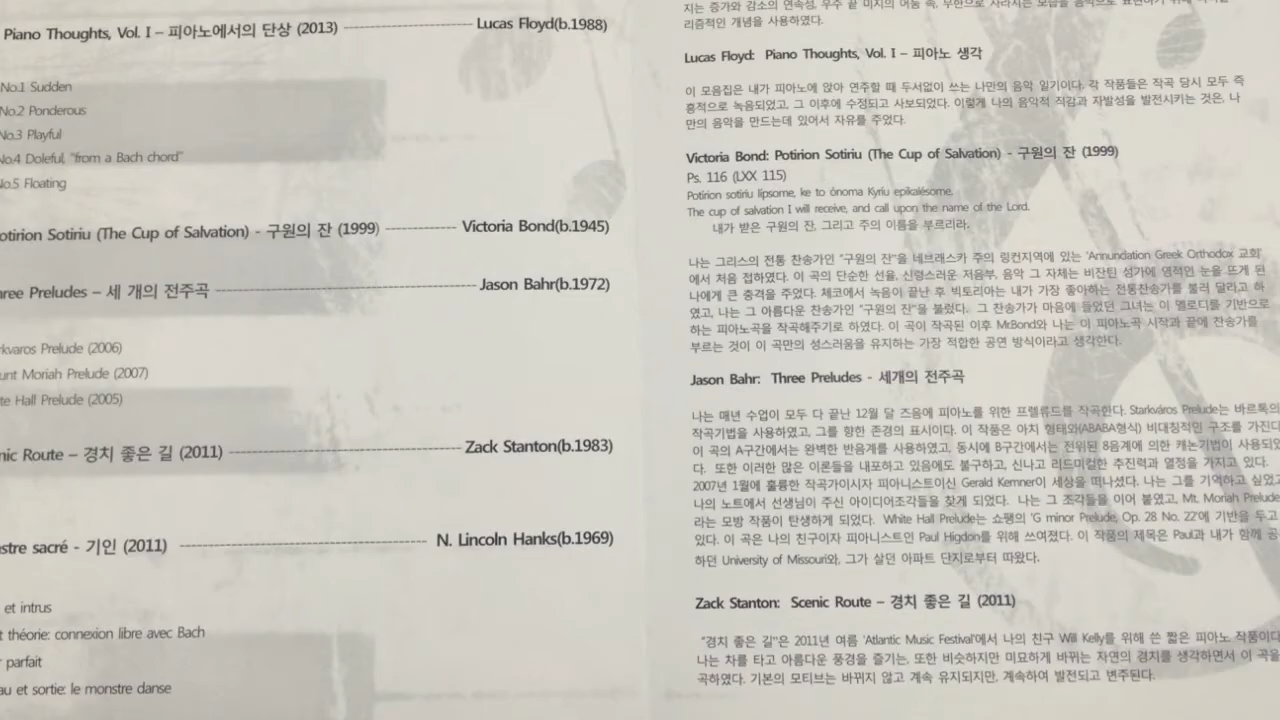 Piano Thoughts, Vol. I – 피아노에서의 단상 (2013) Lucas Floyd(b.1988)
No.1 Sudden
No.2 Ponderous
No.3 Playful
No.4 Doleful, "from a Bach chord"
No.5 Floating
Sotiriu (The Cup of Salvation) - 구원의 잔 (1999) Victoria Bond(b.1945)
Preludes – 세 개의 전주곡 Jason Bahr(b.1972)
Prelude (2006)
Moriah Prelude (2007)
Hall Prelude (2005)
Route – 경치 좋은 길 (2011) Zack Stanton(b.1983)
sacré - 기인 (2011) N. Lincoln Hanks(b.1969)
et intrus
théorie: connexion libre avec Bach
parfait
et sortie: le monstre danse
지는 증가와 감소의 연속성, 우주 끝 미지의 어둠 속, 무한으로 사라지는 모습을 음악으로 표현하기 위해
리즘적인 개념을 사용하였다.
Lucas Floyd: Piano Thoughts, Vol. I – 피아노 생각
이 모음집은 내가 피아노에 앉아 연주할 때 두서없이 쓰는 나만의 음악 일기이다. 각 작품들은 작곡 당시 모두 즉
흥적으로 녹음되었고, 그 이후에 수정되고 사보되었다. 이렇게 나의 음악적 직감과 자발성을 발전시키는 것은, 나
만의 음악을 만드는데 있어서 자유를 주었다.
Victoria Bond: Potirion Sotiriu (The Cup of Salvation) - 구원의 잔 (1999)
Ps. 116 (LXX 115)
Potirion sotiriu lipsome, ke to ónoma Kyriu epikalésome.
The cup of salvation I will receive, and call upon the name of the Lord.
내가 받은 구원의 잔, 그리고 주의 이름을 부르리라.
나는 그리스의 전통 찬송가인 "구원의 잔"을 네브래스카 주의 링컨지역에 있는 'Annundation Greek Orthodox 교회'
에서 처음 접하였다. 이 곡의 단순한 선율, 신령스러운 저음부, 음악 그 자체는 비잔틴 성가에 영적인 눈을 뜨게 된
나에게 큰 충격을 주었다. 체코에서 녹음이 끝난 후 빅토리아는 내가 가장 좋아하는 전통찬송가를 불러 달라고 하
였고, 나는 그 아름다운 찬송가인 "구원의 잔"을 불렀다. 그 찬송가가 마음에 들었던 그녀는 이 멜로디를 기반으로
하는 피아노곡을 작곡해주기로 하였다. 이 곡이 작곡된 이후 Mr.Bond와 나는 이 피아노곡 시작과 끝에 찬송가를
부르는 것이 이 곡만의 성스러움을 유지하는 가장 적합한 공연 방식이라고 생각한다.
Jason Bahr: Three Preludes - 세개의 전주곡
나는 매년 수업이 모두 다 끝난 12월 달 즈음에 피아노를 위한 프렐류드를 작곡한다. Starkváros Prelude는 바르톡의
작곡기법을 사용하였고, 그를 향한 존경의 표시이다. 이 작품은 아치 형태와(ABABA형식) 비대칭적인 구조를 가진다
이 곡의 A구간에서는 완벽한 반음계를 사용하였고, 동시에 B구간에서는 전위된 8음계에 의한 캐논기법이 사용되었
다. 또한 이러한 많은 이론들을 내포하고 있음에도 불구하고, 신나고 리드미컬한 추진력과 열정을 가지고 있다.
2007년 1월에 훌륭한 작곡가이시자 피아니스트이신 Gerald Kemner이 세상을 떠나셨다. 나는 그를 기억하고 싶었고
나의 노트에서 선생님이 주신 아이디어조각들을 찾게 되었다. 나는 그 조각들을 이어 붙였고, Mt. Moriah Prelude
라는 모방 작품이 탄생하게 되었다. White Hall Prelude는 쇼팽의 'G minor Prelude, Op. 28 No. 22'에 기반을 두고
있다. 이 곡은 나의 친구이자 피아니스트인 Paul Higdon를 위해 쓰여졌다. 이 작품의 제목은 Paul과 내가 함께 공
하던 University of Missouri와, 그가 살던 아파트 단지로부터 따왔다.
Zack Stanton: Scenic Route – 경치 좋은 길 (2011)
"경치 좋은 길"은 2011년 여름 'Atlantic Music Festival'에서 나의 친구 Will Kelly를 위해 쓴 짧은 피아노 작품이다
나는 차를 타고 아름다운 풍경을 즐기는, 또한 비슷하지만 미묘하게 바뀌는 자연의 경치를 생각하면서 이 곡을
곡하였다. 기본의 모티브는 바뀌지 않고 계속 유지되지만, 계속하여 발전되고 변주된다.